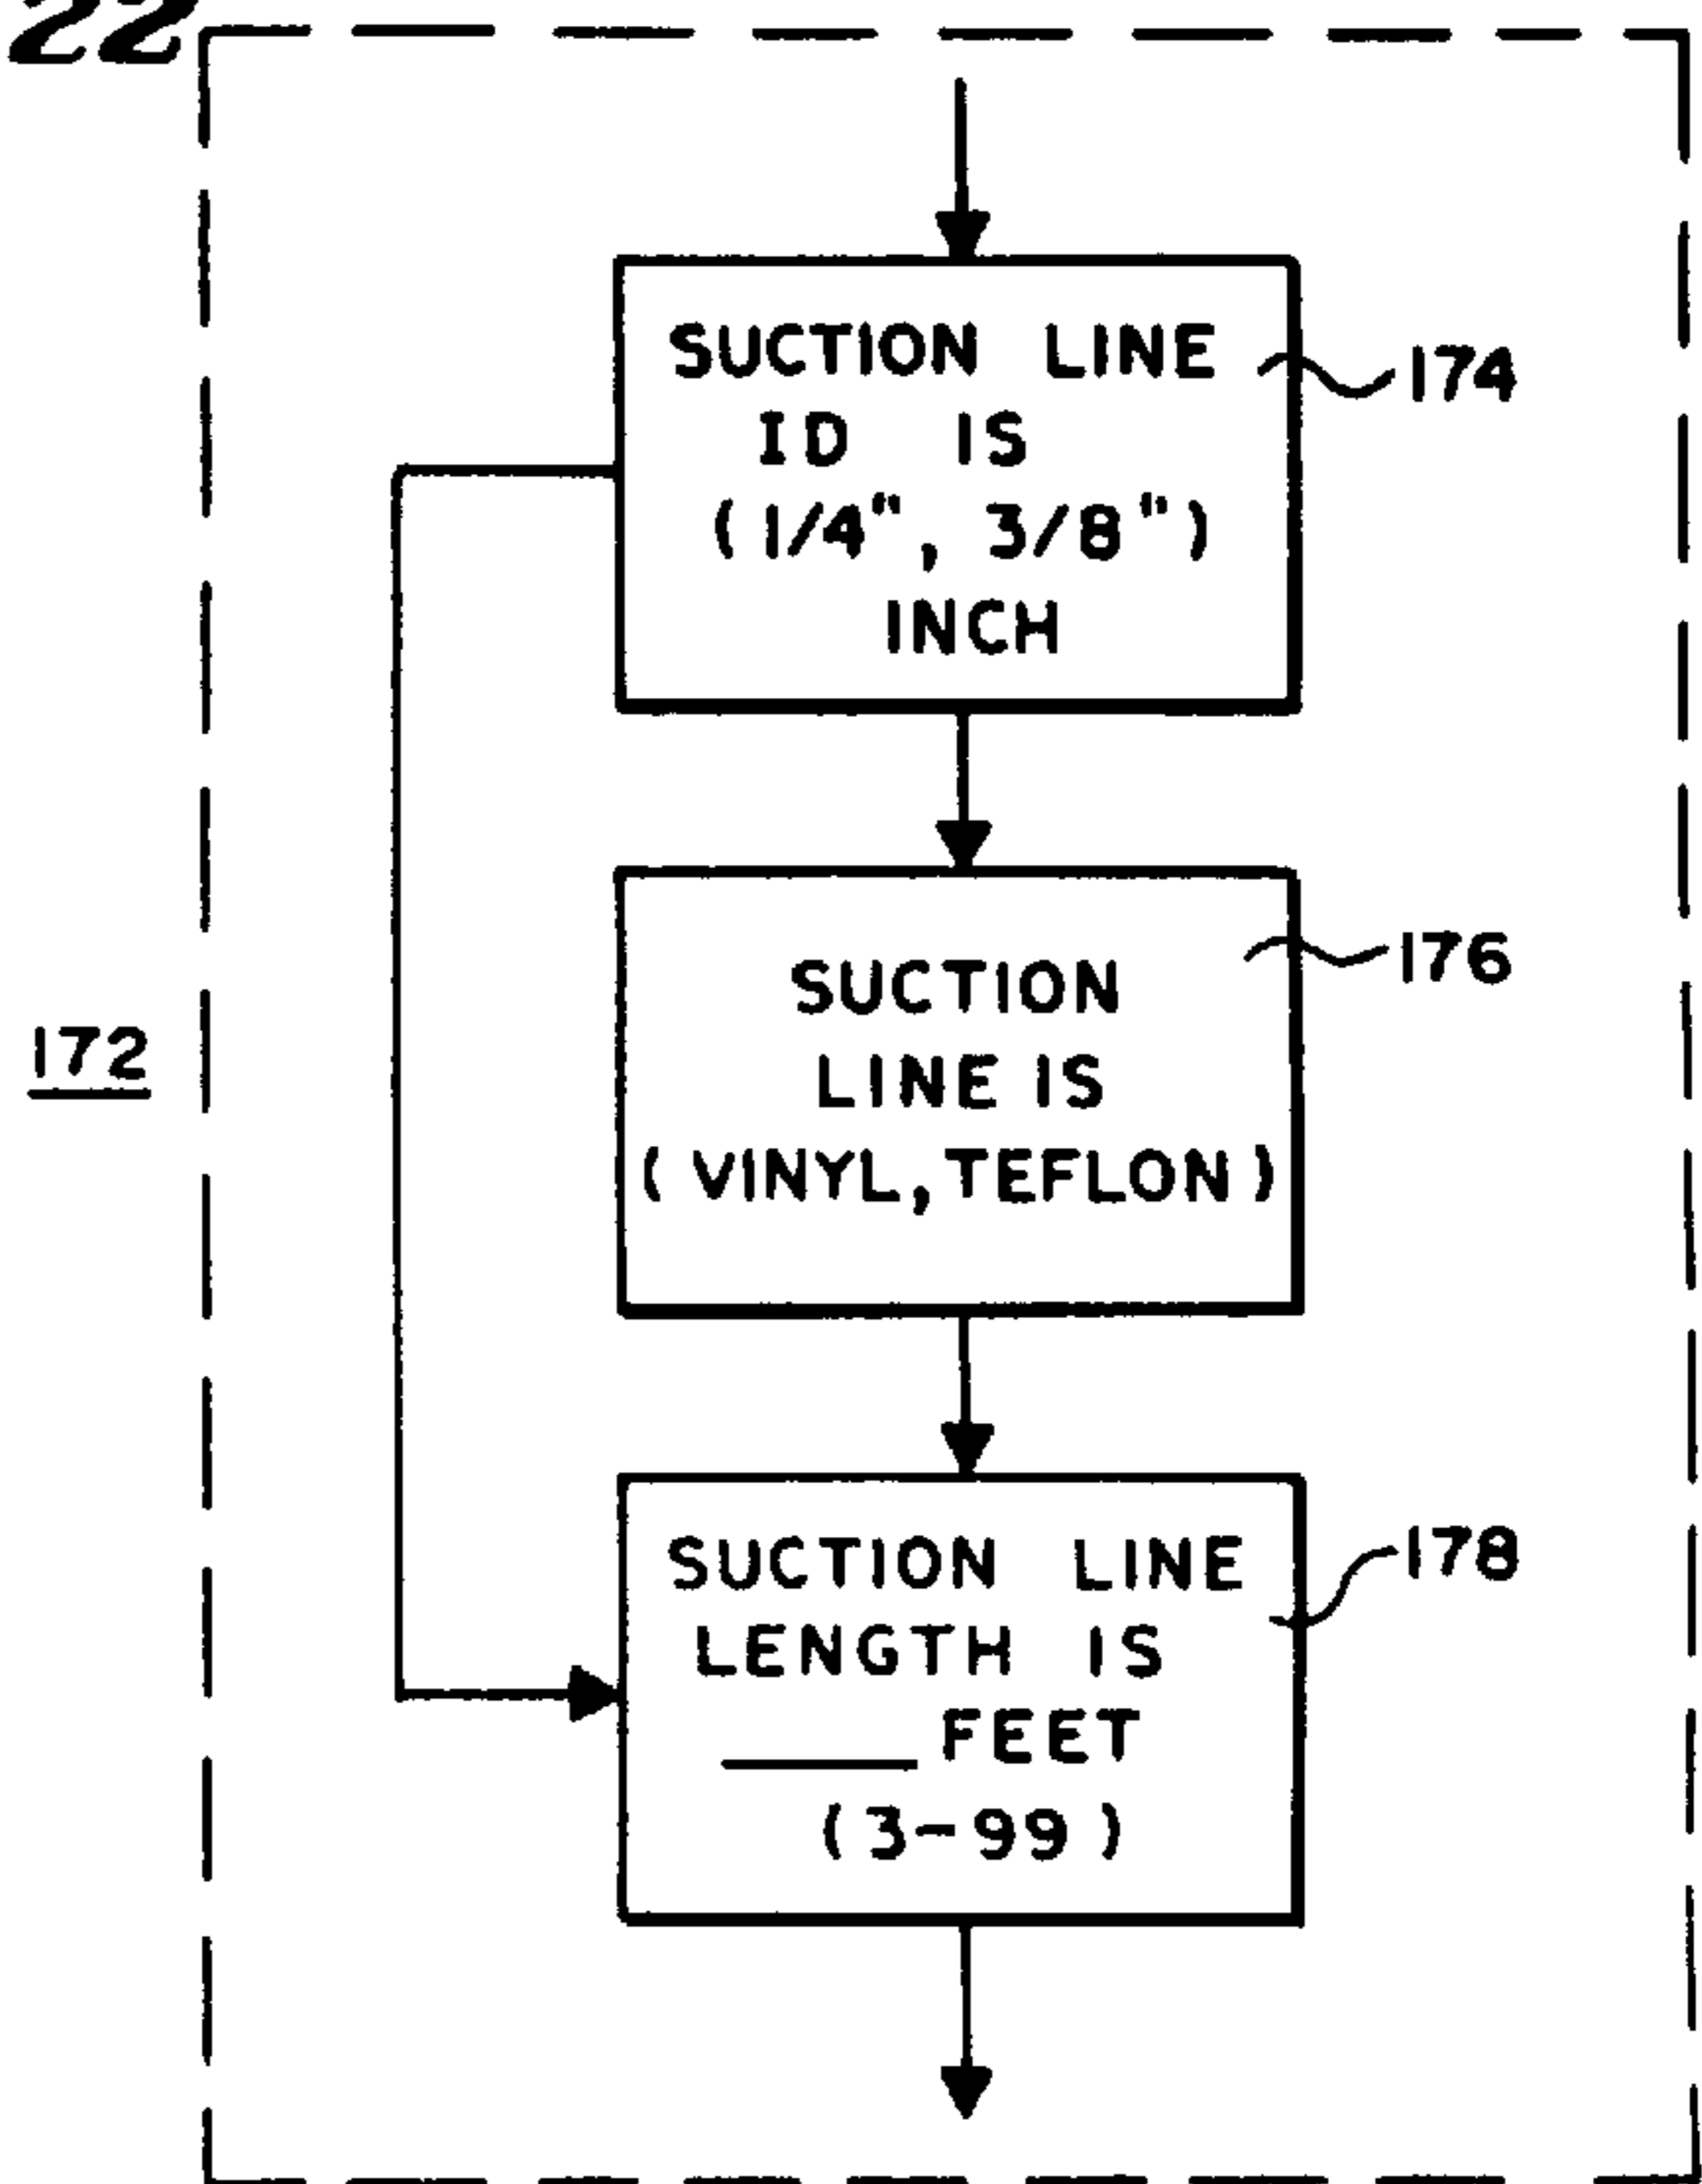 22
SUCTION LINE
ID IS
(1/4", 3/8")
INCH
174
SUCTION
LINE IS
(VINYL, TEFLON)
176
172
SUCTION LINE
LENGTH IS
____ FEET
(3-99)
178